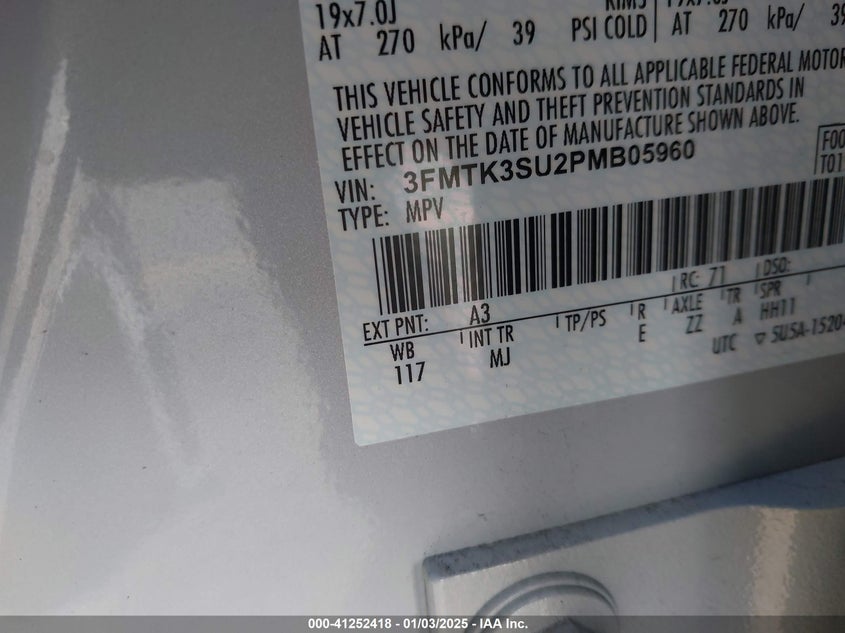 19x7.0J
AT 270 kPa/ 39 PSI COLD AT 270 kPa/ 39
THIS VEHICLE CONFORMS TO ALL APPLICABLE FEDERAL MOTOR
VEHICLE SAFETY AND THEFT PREVENTION STANDARDS IN
EFFECT ON THE DATE OF MANUFACTURE SHOWN ABOVE.
VIN: 3FMTK3SU2PMB05960
TYPE: MPV
RC: 71 DSO:
EXT PNT: A3
WB INT TR TP/PS R AXLE TR SPR
117 MJ E ZZ A HH11
UTC ▽ SU5A-1520
000-41252418 - 01/03/2025 - IAA Inc.